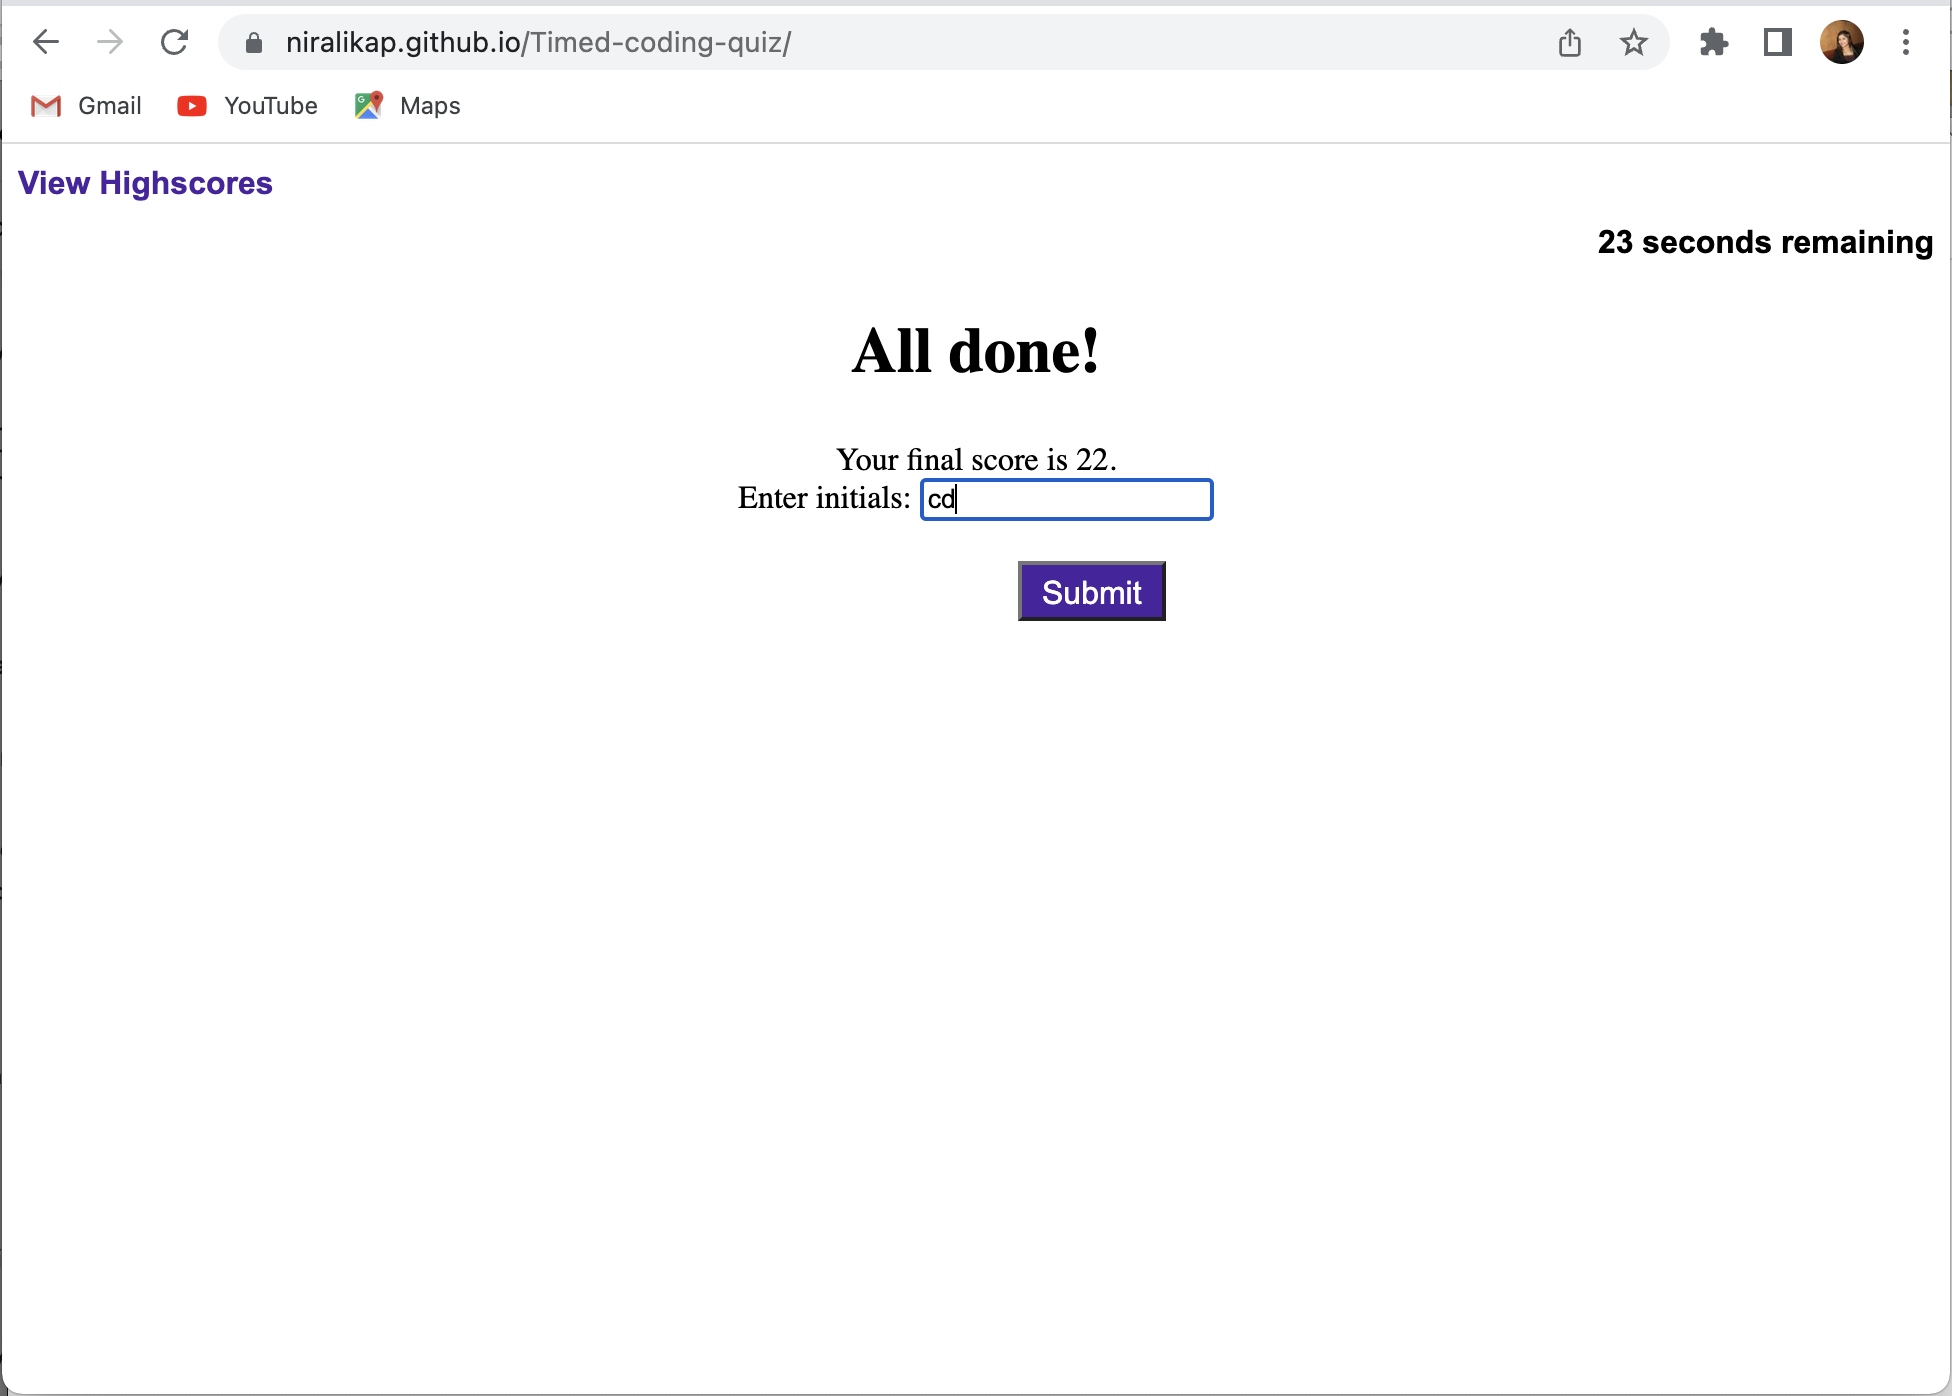 niralikap.github.io/Timed-coding-quiz/
Gmail YouTube Maps
View Highscores
23 seconds remaining
All done!
Your final score is 22.
Enter initials: cd
Submit